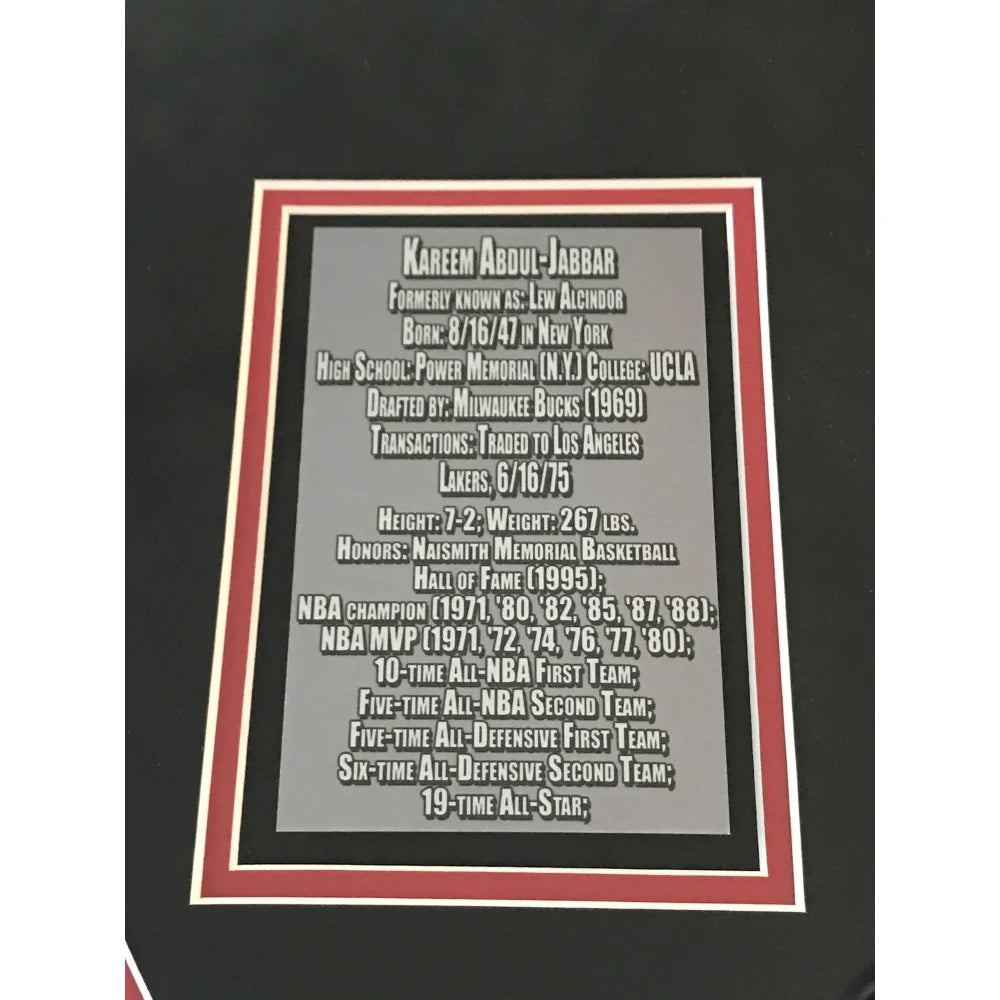 Kareem Abdul-Jabbar
Formerly known as: Lew Alcindor
Born: 8/16/47 in New York
High School: Power Memorial (N.Y.) College: UCLA
Drafted by: Milwaukee Bucks (1969)
Transactions: Traded to Los Angeles
Lakers, 6/16/75
Height: 7-2; Weight: 267 lbs.
Honors: Naismith Memorial Basketball
Hall of Fame (1995);
NBA champion (1971, '80, '82, '85, '87, '88);
NBA MVP (1971, '72, '74, '76, '77, '80);
10-time All-NBA First Team;
Five-time All-NBA Second Team;
Five-time All-Defensive First Team;
Six-time All-Defensive Second Team;
19-time All-Star;